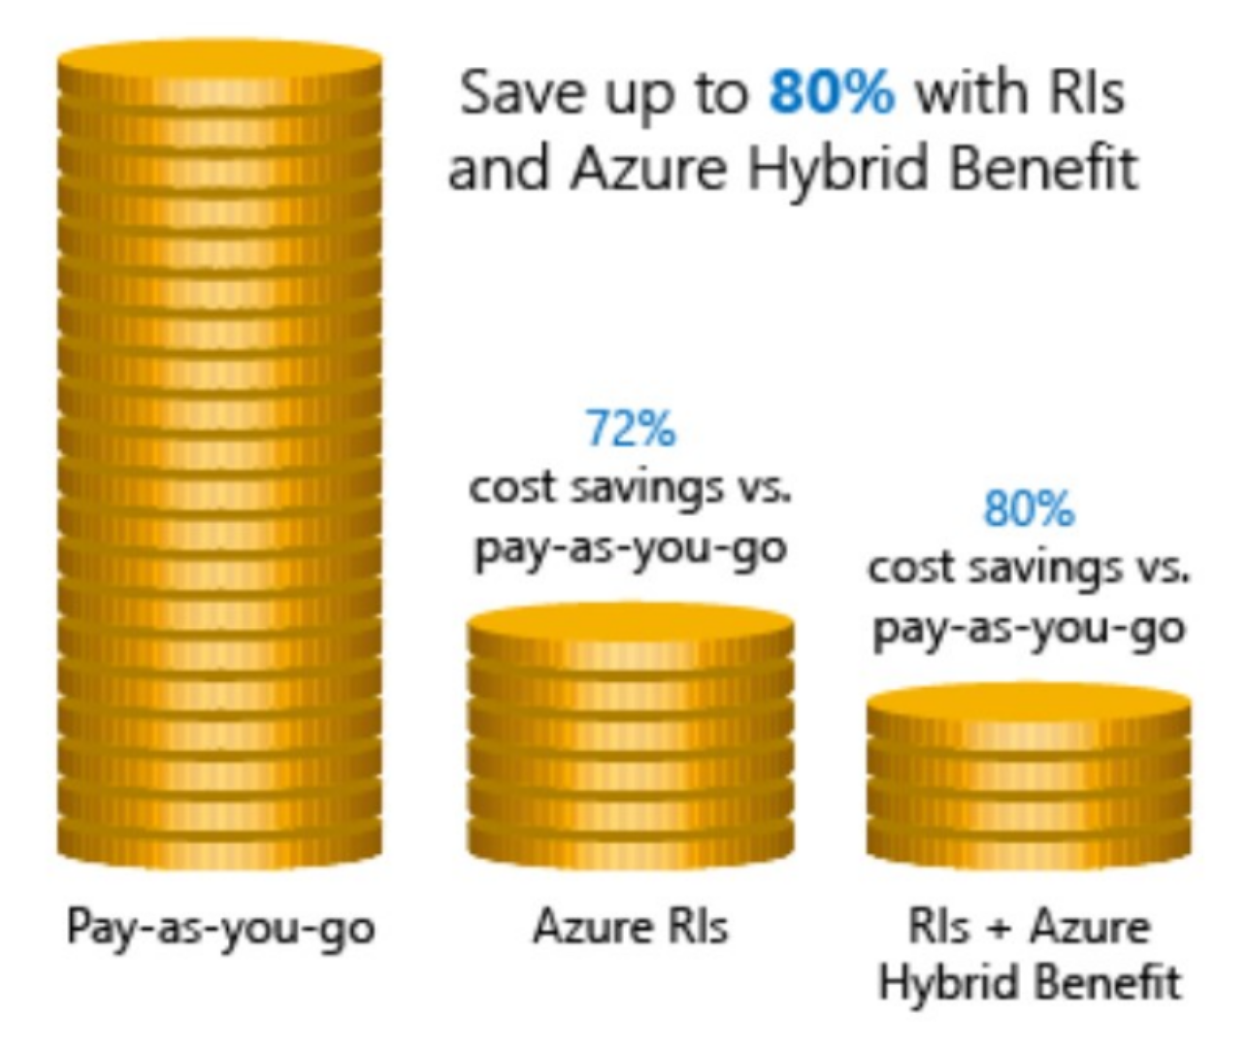 Save up to 80% with RIs
and Azure Hybrid Benefit
72%
cost savings vs.
pay-as-you-go
80%
cost savings vs.
pay-as-you-go
Pay-as-you-go
Azure RIs
RIs + Azure
Hybrid Benefit